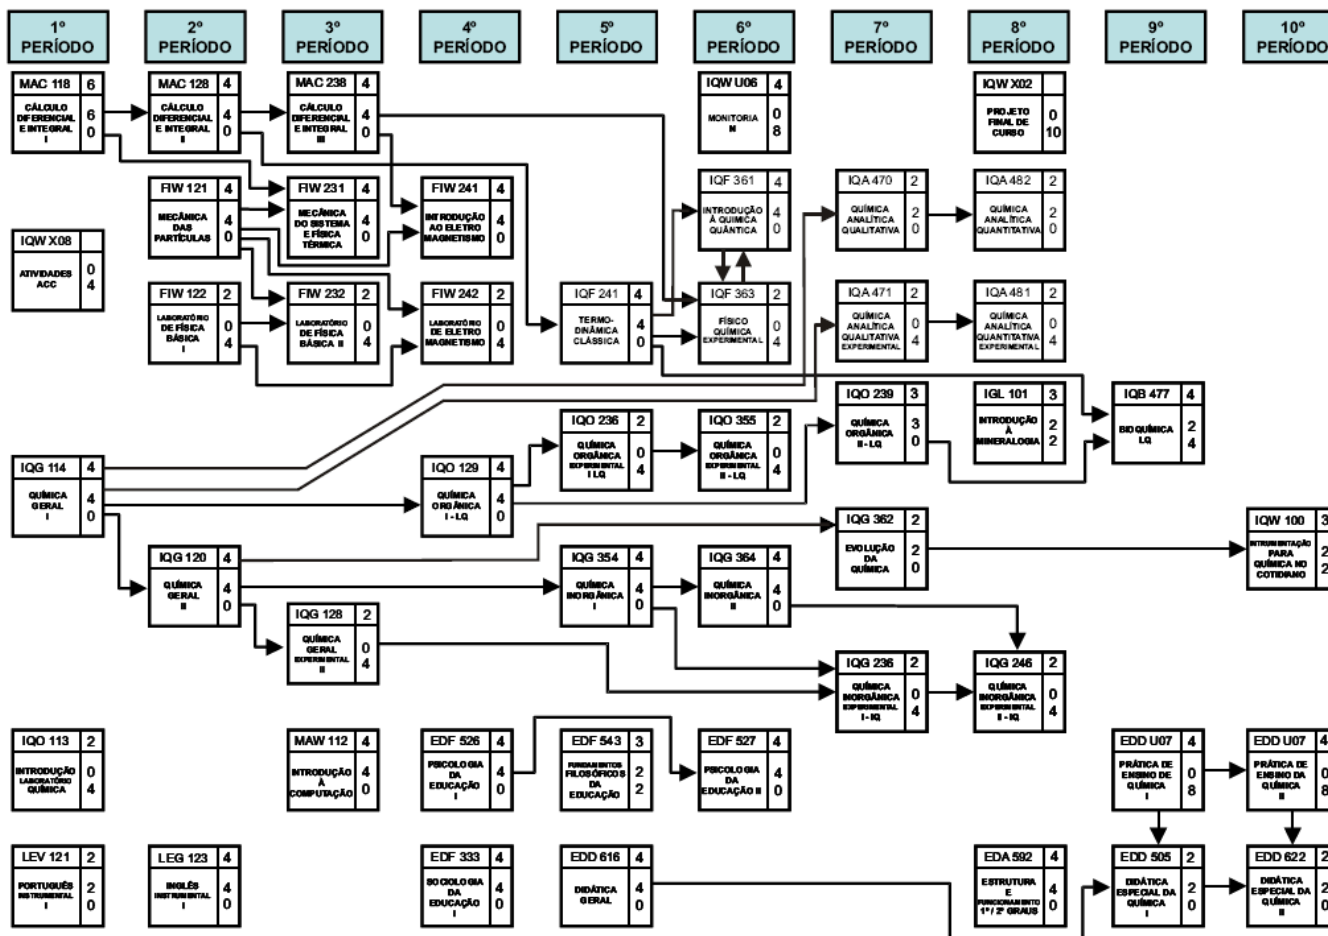 1º
PERÍODO
2º
PERÍODO
3º
PERÍODO
4º
PERÍODO
5º
PERÍODO
6º
PERÍODO
7º
PERÍODO
8º
PERÍODO
9º
PERÍODO
10º
PERÍODO
MAC 118 6
CÁLCULO
DIFERENCIAL
E INTEGRAL
I
6
0
MAC 128 4
CÁLCULO
DIFERENCIAL
E INTEGRAL
II
4
0
MAC 238 4
CÁLCULO
DIFERENCIAL
E INTEGRAL
III
4
0
IQW U06 4
MONITORIA
N
0
8
IQW X02
PROJETO
FINAL DE
CURSO
0
10
FIW 121 4
MECÂNICA
DAS
PARTÍCULAS
4
0
FIW 231 4
MECÂNICA
DO SISTEMA
E FÍSICA
TÉRMICA
4
0
FIW 241 4
INTRODUÇÃO
AO ELETRO
MAGNETISMO
4
0
IQF 361 4
INTRODUÇÃO
À QUIMICA
QUÂNTICA
4
0
IQA 470 2
QUÍMICA
ANALÍTICA
QUALITATIVA
2
0
IQA 482 2
QUÍMICA
ANALÍTICA
QUANTITATIVA
2
0
IQW X08
ATIVIDADES
ACC
0
4
FIW 122 2
LABORATÓRIO
DE FÍSICA
BÁSICA
I
0
4
FIW 232 2
LABORATÓRIO
DE FÍSICA
BÁSICA II
0
4
FIW 242 2
LABORATÓRIO
DE ELETRO
MAGNETISMO
0
4
IQF 241 4
TERMO-
DINÂMICA
CLÁSSICA
4
0
IQF 363 2
FÍSICO
QUÍMICA
EXPERIMENTAL
0
4
IQA 471 2
QUÍMICA
ANALÍTICA
QUALITATIVA
EXPERIMENTAL
0
4
IQA 481 2
QUÍMICA
ANALÍTICA
QUANTITATIVA
EXPERIMENTAL
0
4
IQO 236 2
QUÍMICA
ORGÂNICA
EXPERIMENTAL
I LQ
0
4
IQO 355 2
QUÍMICA
ORGÂNICA
EXPERIMENTAL
II - LQ
0
4
IQO 239 3
QUÍMICA
ORGÂNICA
II - LQ
3
0
IGL 101 3
INTRODUÇÃO
À
MINERALOGIA
2
2
IQB 477 4
BIOQUÍMICA
LQ
2
4
IQG 114 4
QUÍMICA
GERAL
I
4
0
IQO 129 4
QUÍMICA
ORGÂNICA
I - LQ
4
0
IQG 362 2
EVOLUÇÃO
DA
QUÍMICA
2
0
IQW 100 3
INTRUMENTAÇÃO
PARA
QUÍMICA NO
COTIDIANO
2
2
IQG 120 4
QUÍMICA
GERAL
II
4
0
IQG 354 4
QUÍMICA
INORGÂNICA
I
4
0
IQG 364 4
QUÍMICA
INORGÂNICA
II
4
0
IQG 128 2
QUÍMICA
GERAL
EXPERIMENTAL
II
0
4
IQG 236 2
QUÍMICA
INORGÂNICA
EXPERIMENTAL
I - IQ
0
4
IQG 246 2
QUÍMICA
INORGÂNICA
EXPERIMENTAL
II - IQ
0
4
IQO 113 2
INTRODUÇÃO
LABORATÓRIO
QUÍMICA
0
4
MAW 112 4
INTRODUÇÃO
À
COMPUTAÇÃO
4
0
EDF 526 4
PSICOLOGIA
DA
EDUCAÇÃO
I
4
0
EDF 543 3
FUNDAMENTOS
FILOSÓFICOS
DA
EDUCAÇÃO
2
2
EDF 527 4
PSICOLOGIA
DA
EDUCAÇÃO II
4
0
EDD U07 4
PRÁTICA DE
ENSINO DE
QUÍMICA
I
0
8
EDD U07 4
PRÁTICA DE
ENSINO DA
QUÍMICA
II
0
8
LEV 121 2
PORTUGUÊS
INSTRUMENTAL
I
2
0
LEG 123 4
INGLÊS
INSTRUMENTAL
I
4
0
EDF 333 4
SOCIOLOGIA
DA
EDUCAÇÃO
I
4
0
EDD 616 4
DIDÁTICA
GERAL
4
0
EDA 592 4
ESTRUTURA
E
FUNCIONAMENTO
1º / 2º GRAUS
4
0
EDD 505 2
DIDÁTICA
ESPECIAL DA
QUÍMICA
I
2
0
EDD 622 2
DIDÁTICA
ESPECIAL DA
QUÍMICA
II
2
0